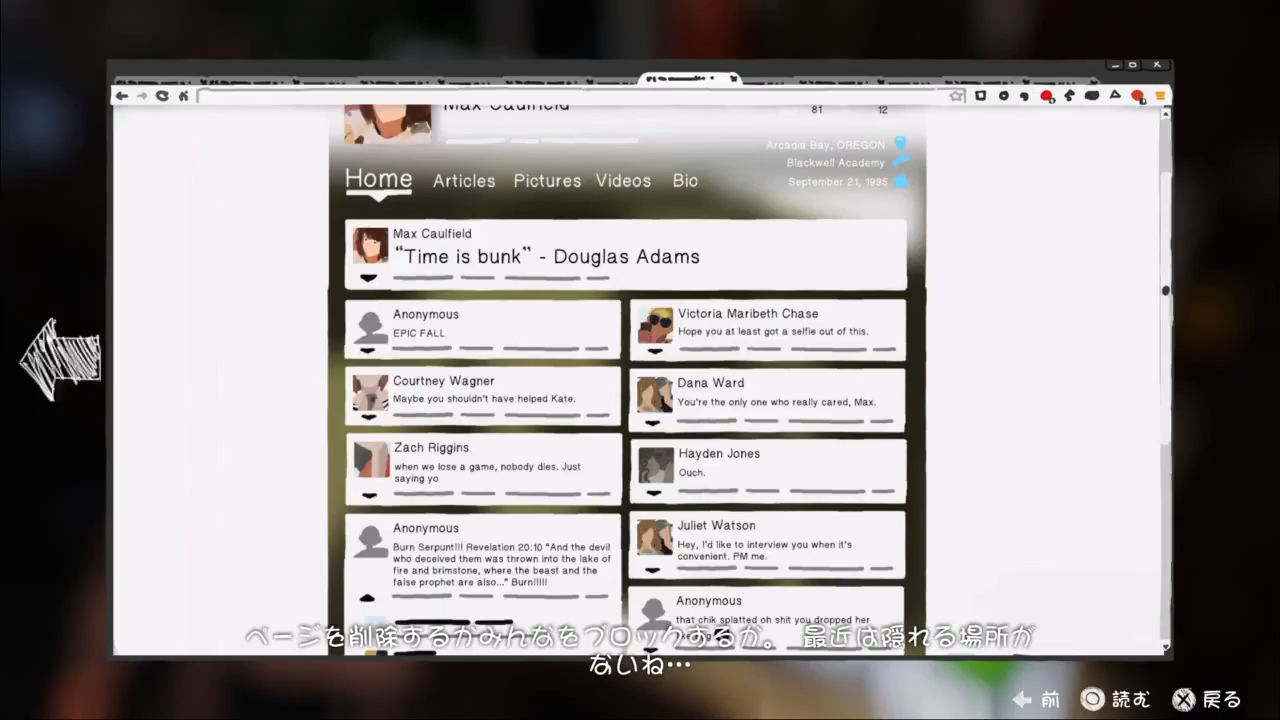 Max Caulfield
81 12
Arcadia Bay, OREGON
Blackwell Academy
September 21, 1995
Home Articles Pictures Videos Bio
Max Caulfield
“Time is bunk” - Douglas Adams
Anonymous
EPIC FALL
Courtney Wagner
Maybe you shouldn't have helped Kate.
Zach Riggins
when we lose a game, nobody dies. Just
saying yo
Anonymous
Burn Serpunt!!! Revelation 20:10 "And the devil
who deceived them was thrown into the lake of
fire and brimstone, where the beast and the
false prophet are also..." Burn!!!!!
Victoria Maribeth Chase
Hope you at least got a selfie out of this.
Dana Ward
You're the only one who really cared, Max.
Hayden Jones
Ouch.
Juliet Watson
Hey, I'd like to interview you when it's
convenient. PM me.
Anonymous
that chik splatted oh shit you dropped her
ページを削除するかみんなをブロックするか。 最近は隠れる場所が
ないね…
前 読む 戻る